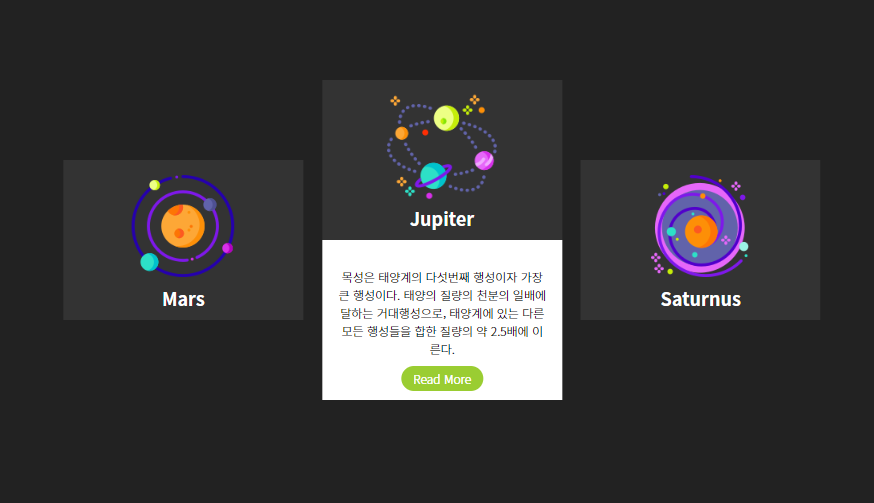 Jupiter
목성은 태양계의 다섯번째 행성이자 가장
큰 행성이다. 태양의 질량의 천분의 일배에
달하는 거대행성으로, 태양계에 있는 다른
모든 행성들을 합한 질량의 약 2.5배에 이
른다.
Read More
Mars
Saturnus